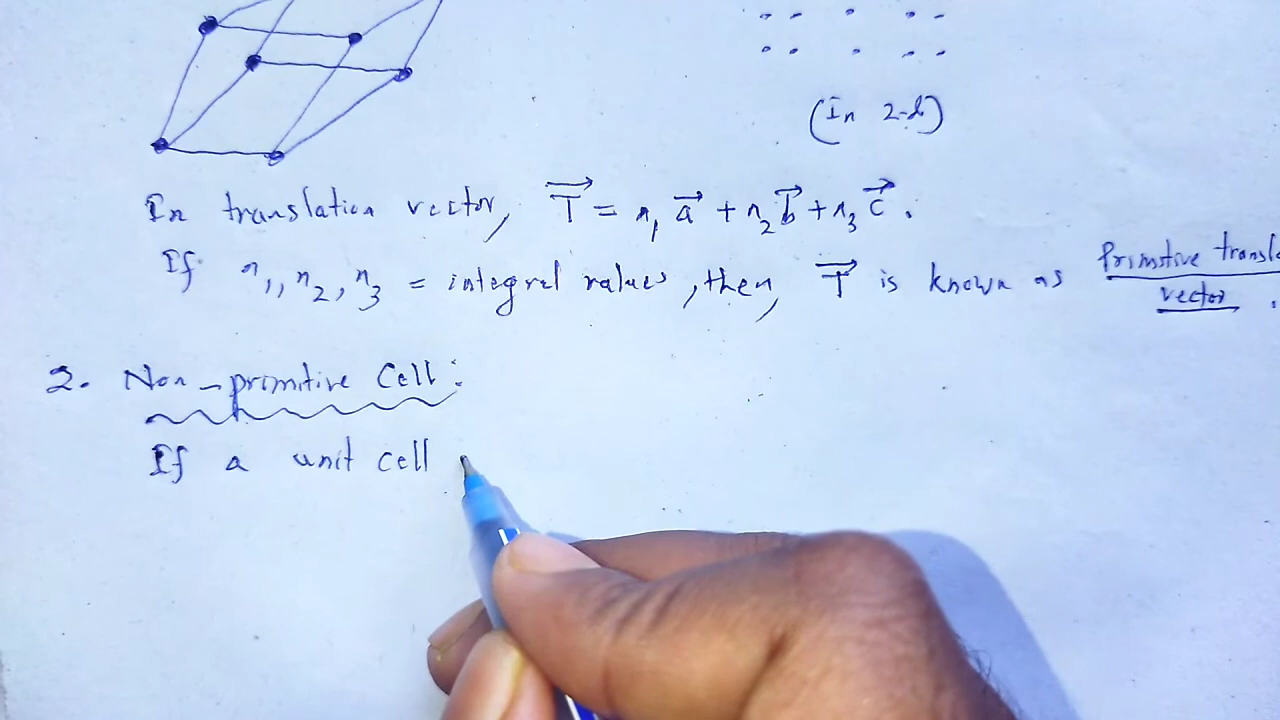 (In 2-d)
In translation vector, T = n₁ a + n₂ b + n₃ c.
If n₁, n₂, n₃ = integral values, then, T is known as Primitive transla
vector.
2. Non-primitive Cell:
If a unit cell